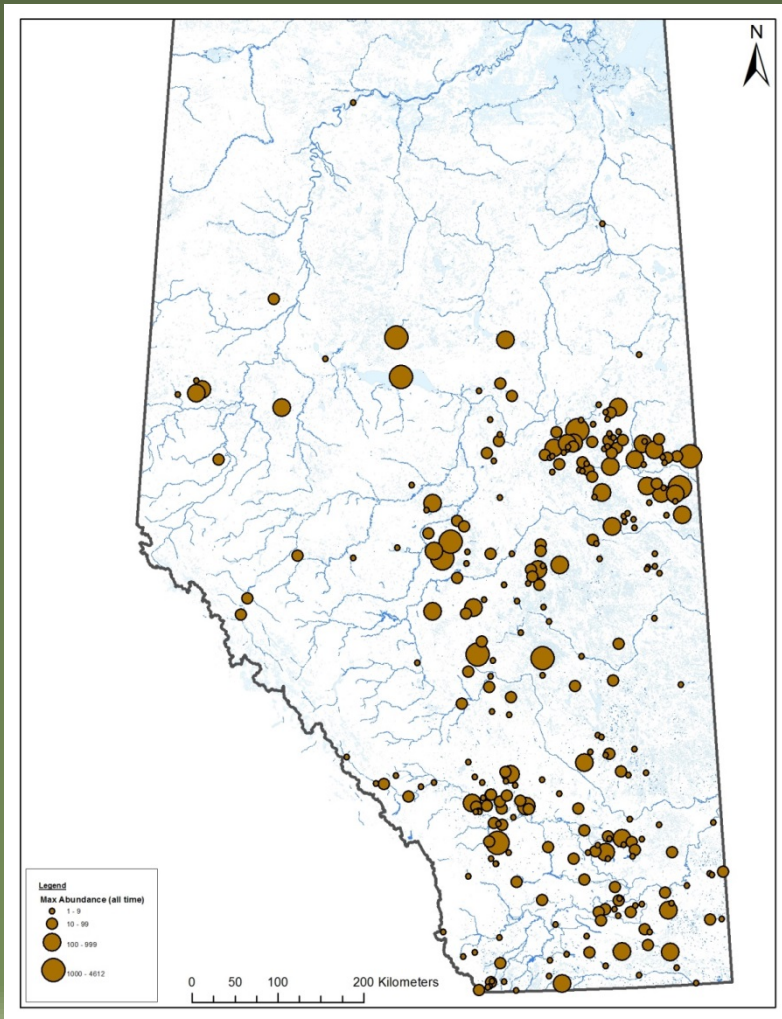 N
Legend
Max Abundance (all time)
1 - 9
10 - 99
100 - 999
1000 - 4612
0 50 100 200 Kilometers